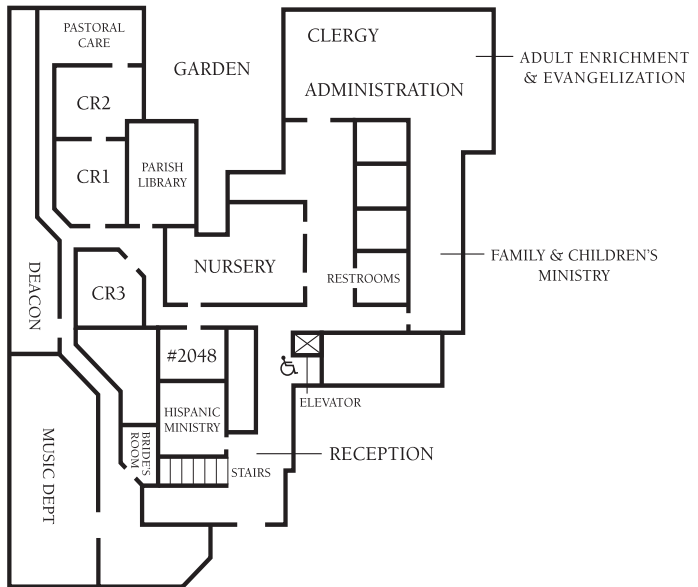 PASTORAL
CARE
CLERGY
GARDEN
ADULT ENRICHMENT
& EVANGELIZATION
ADMINISTRATION
CR2
CR1
PARISH
LIBRARY
FAMILY & CHILDREN'S
MINISTRY
NURSERY
RESTROOMS
DEACON
CR3
#2048
ELEVATOR
HISPANIC
MINISTRY
BRIDE'S
ROOM
MUSIC DEPT
RECEPTION
STAIRS